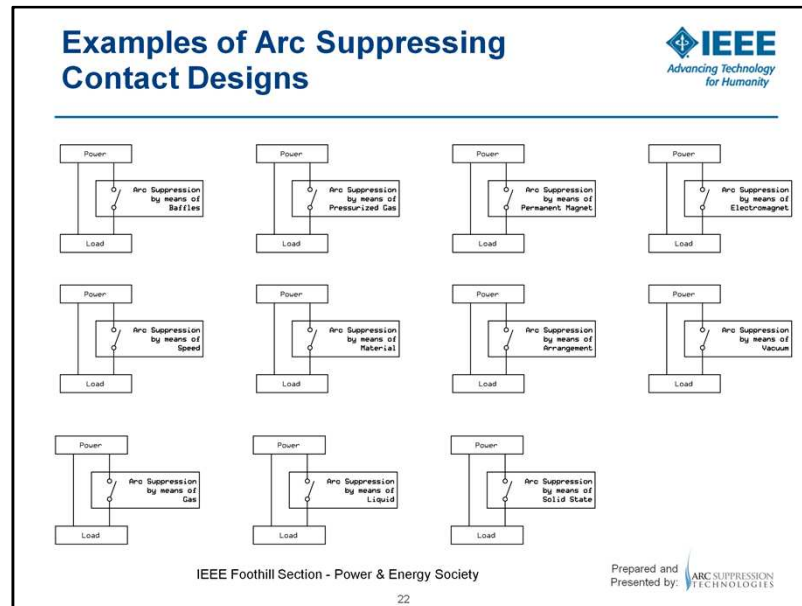 Examples of Arc Suppressing
Contact Designs
IEEE
Advancing Technology
for Humanity
Power
Arc Suppression
by means of
Baffles
Load
Power
Arc Suppression
by means of
Pressurized Gas
Load
Power
Arc Suppression
by means of
Permanent Magnet
Load
Power
Arc Suppression
by means of
Electromagnet
Load
Power
Arc Suppression
by means of
Speed
Load
Power
Arc Suppression
by means of
Material
Load
Power
Arc Suppression
by means of
Arrangement
Load
Power
Arc Suppression
by means of
Vacuum
Load
Power
Arc Suppression
by means of
Gas
Load
Power
Arc Suppression
by means of
Liquid
Load
Power
Arc Suppression
by means of
Solid State
Load
IEEE Foothill Section - Power & Energy Society
22
Prepared and
Presented by:
ARC SUPPRESSION
TECHNOLOGIES